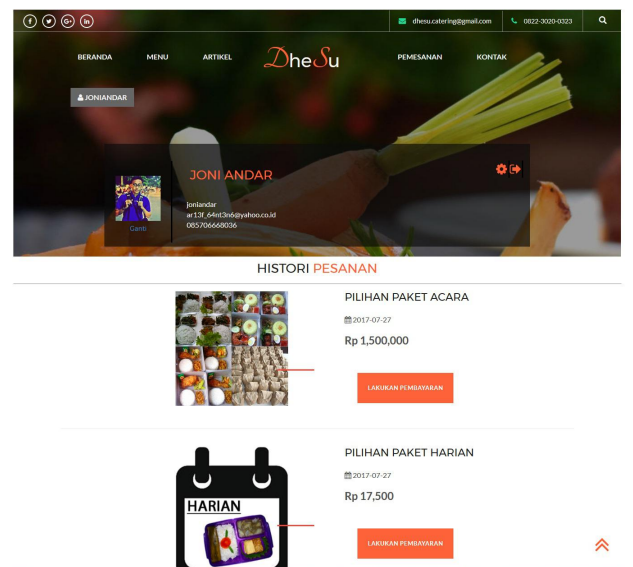 dhesu.catering@gmail.com
0822-3020-0323
BERANDA
MENU
ARTIKEL
DheSu
PEMESANAN
KONTAK
JONIANDAR
JONI ANDAR
joniandar
ar13f_64nt3n6@yahoo.co.id
085706668036
Ganti
HISTORI PESANAN
PILIHAN PAKET ACARA
2017-07-27
Rp 1,500,000
LAKUKAN PEMBAYARAN
PILIHAN PAKET HARIAN
2017-07-27
Rp 17,500
HARIAN
LAKUKAN PEMBAYARAN